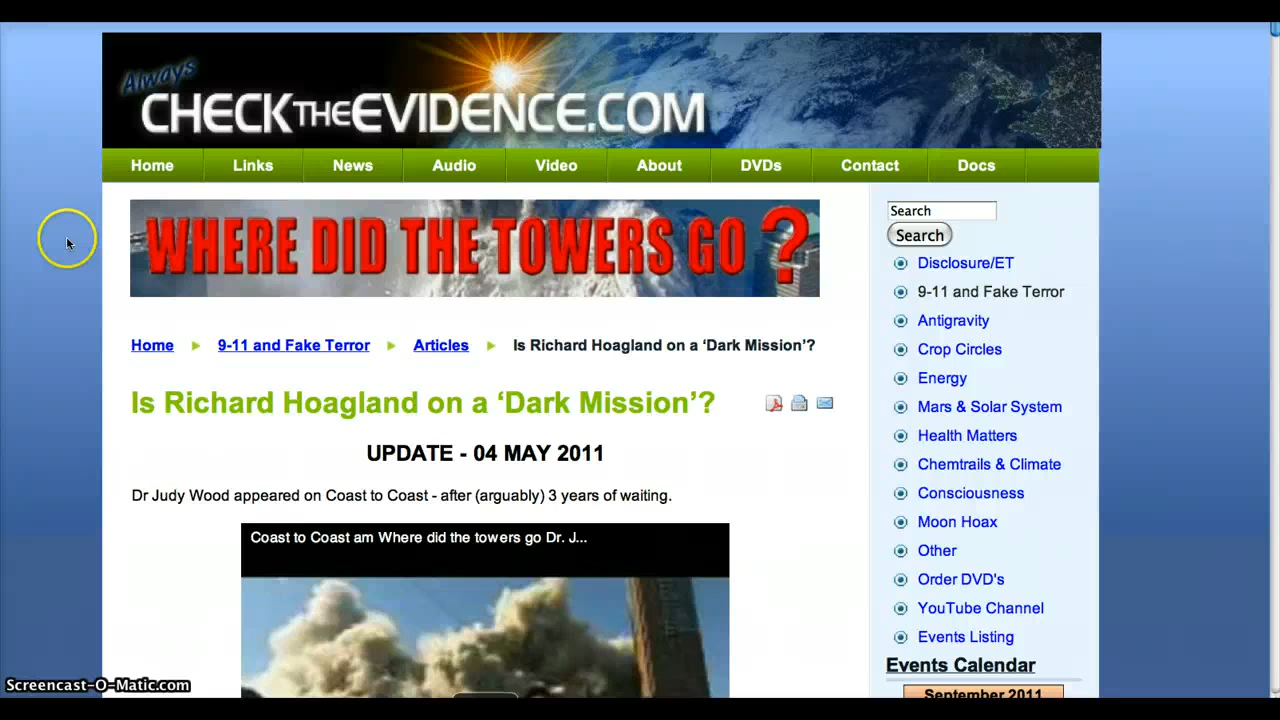 Always
CHECKTHEEVIDENCE.COM
Home Links News Audio Video About DVDs Contact Docs
WHERE DID THE TOWERS GO?
Home 9-11 and Fake Terror Articles Is Richard Hoagland on a ‘Dark Mission’?
Is Richard Hoagland on a ‘Dark Mission’?
UPDATE - 04 MAY 2011
Dr Judy Wood appeared on Coast to Coast - after (arguably) 3 years of waiting.
Coast to Coast am Where did the towers go Dr. J...
Search
Search
Disclosure/ET
9-11 and Fake Terror
Antigravity
Crop Circles
Energy
Mars & Solar System
Health Matters
Chemtrails & Climate
Consciousness
Moon Hoax
Other
Order DVD's
YouTube Channel
Events Listing
Events Calendar
September 2011
Screencast-O-Matic.com